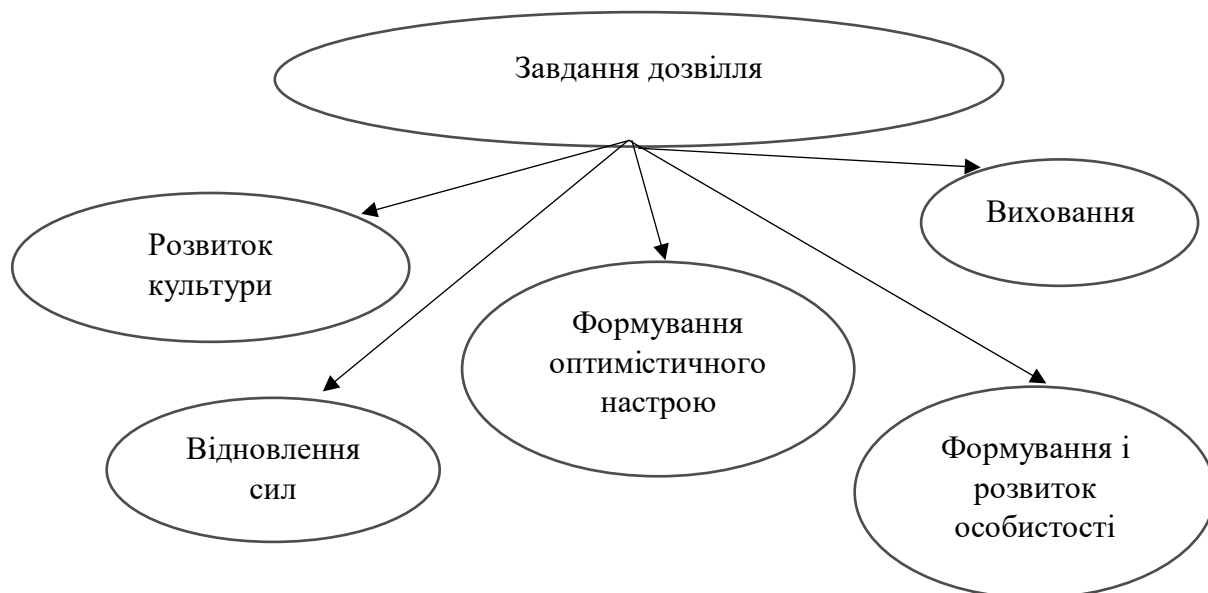 Завдання дозвілля
Виховання
Розвиток
культури
Формування
оптимістичного
настрою
Відновлення
сил
Формування і
розвиток
особистості